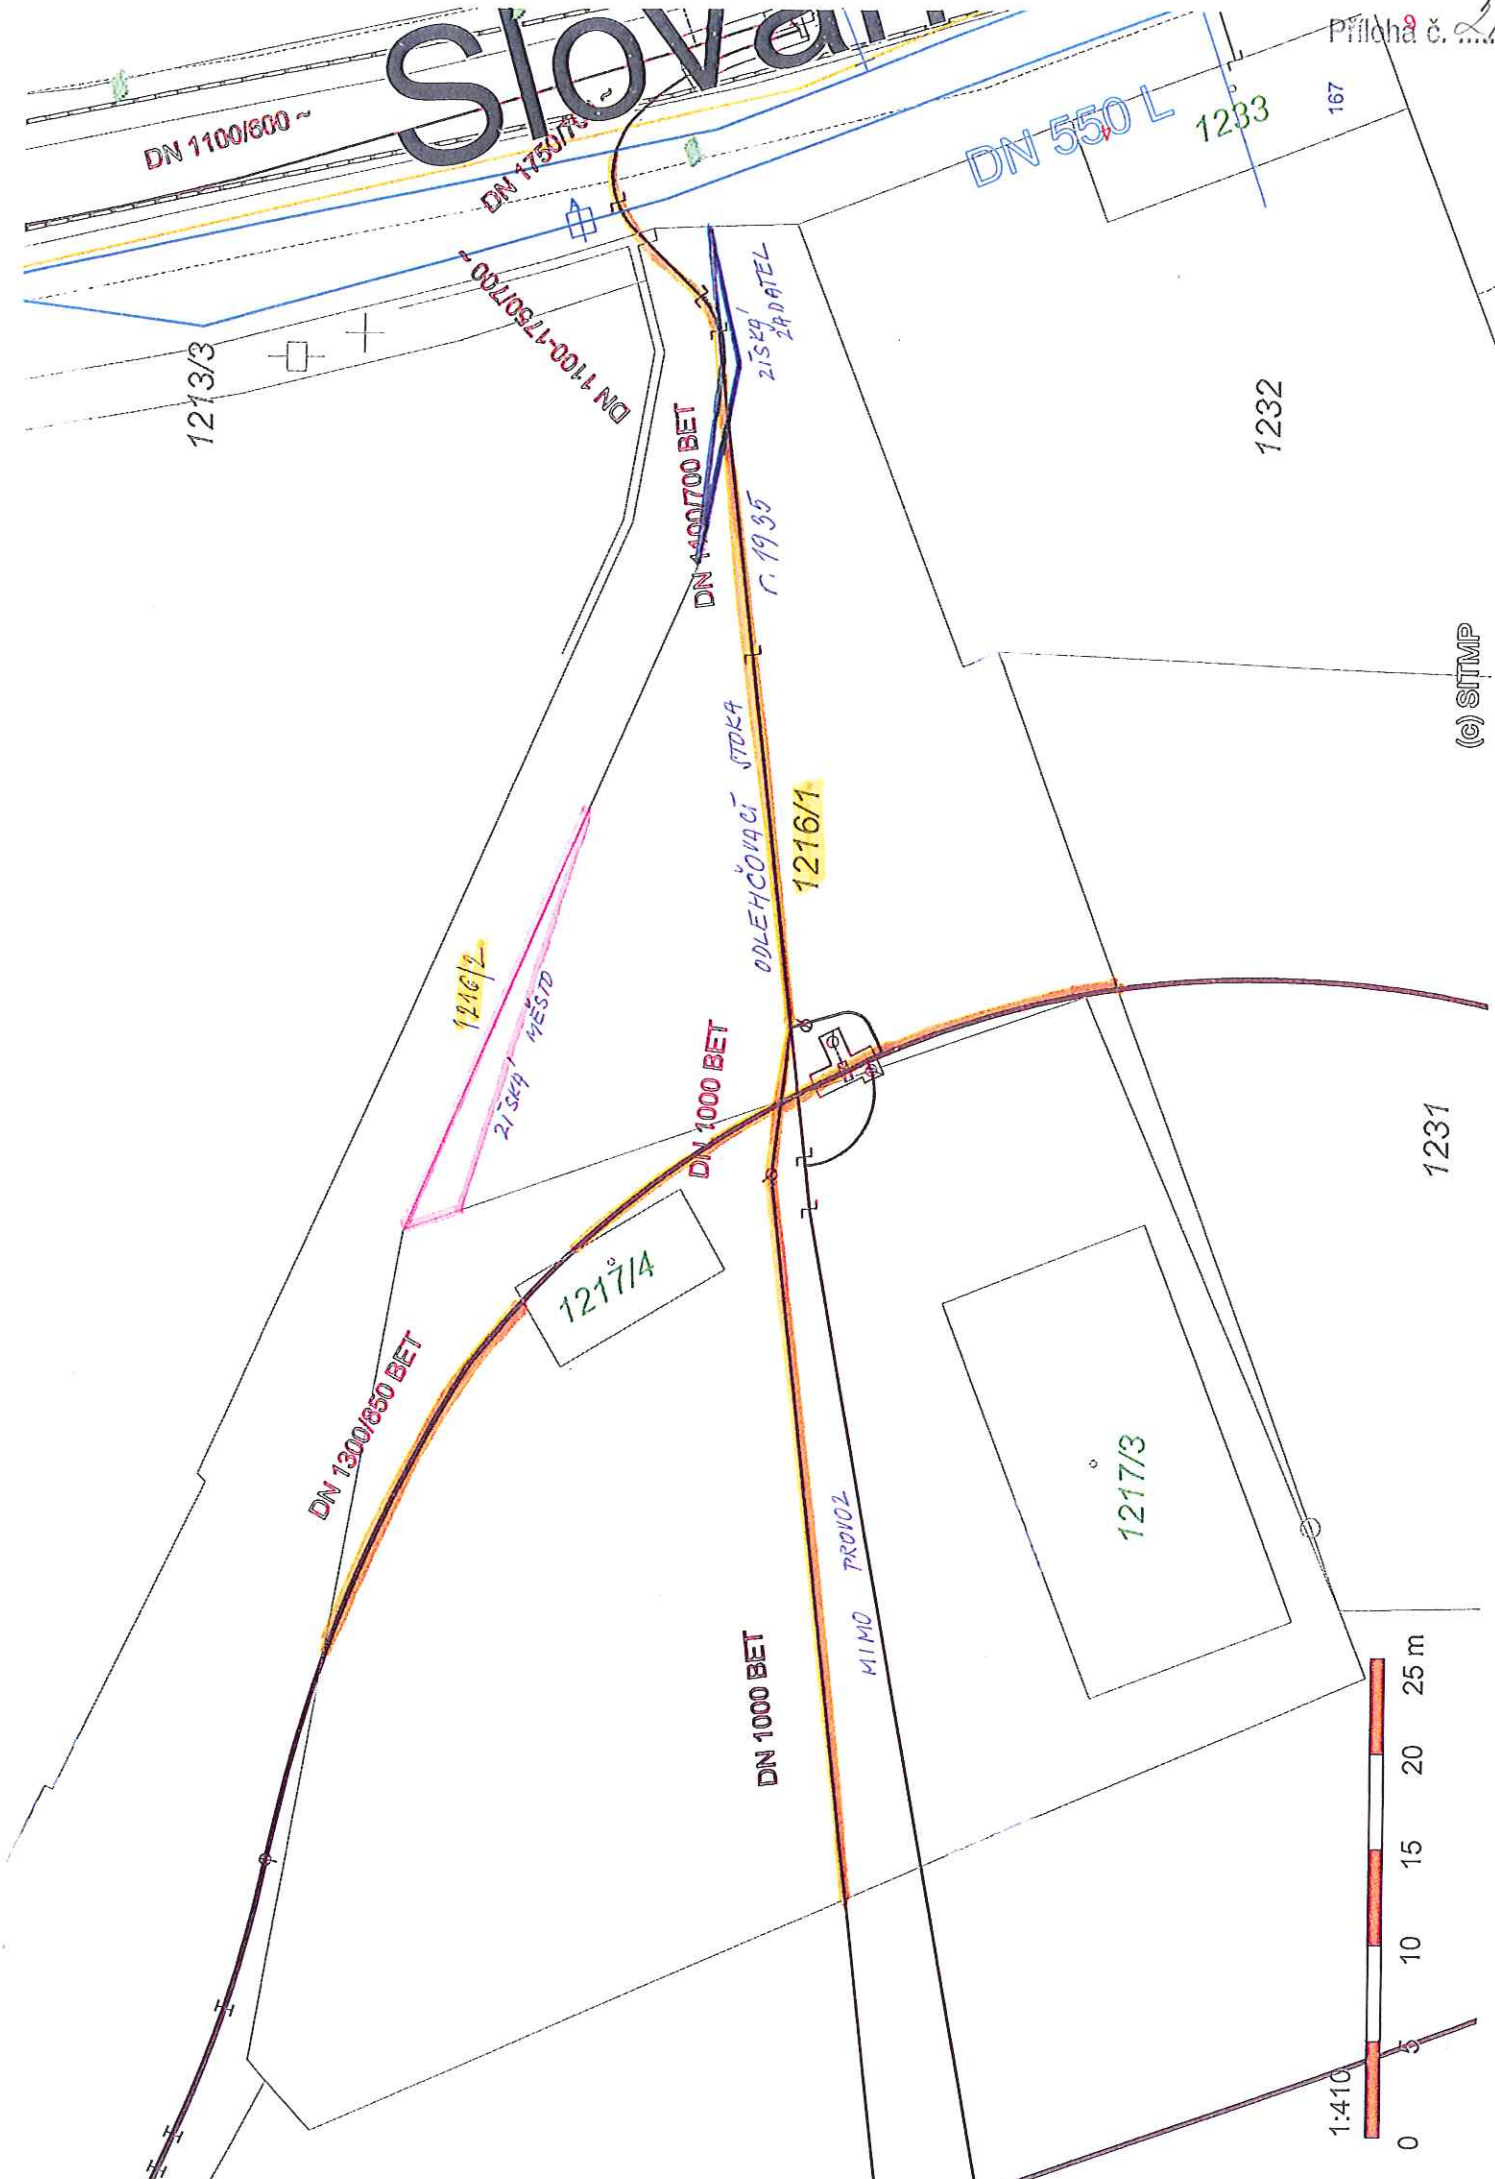 Příloha č.
Slovan
DN 1100/600 ~
DN 1750/70 ~
DN 1100-1750/700 ~
DN 550 L
1233
167
4
1213/3
1232
ZÍSKÁ
ŽADATEL
DN 1400/700 BET
r. 1935
(c) SITMP
ODLEHČOVACÍ STOKA
1216/1
1216/2
ZÍSKÁ MĚSTO
DN 1000 BET
1231
1217/4
DN 1300/850 BET
1217/3
MIMO PROVOZ
DN 1000 BET
1:410
0 5 10 15 20 25 m